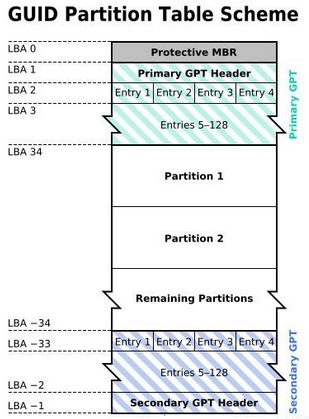 GUID Partition Table Scheme
LBA 0
Protective MBR
LBA 1
Primary GPT Header
LBA 2
Entry 1 Entry 2 Entry 3 Entry 4
LBA 3
Entries 5–128
Primary GPT
LBA 34
Partition 1
Partition 2
Remaining Partitions
LBA −34
LBA −33
Entry 1 Entry 2 Entry 3 Entry 4
Entries 5–128
LBA −2
Secondary GPT Header
LBA −1
secondary GPT